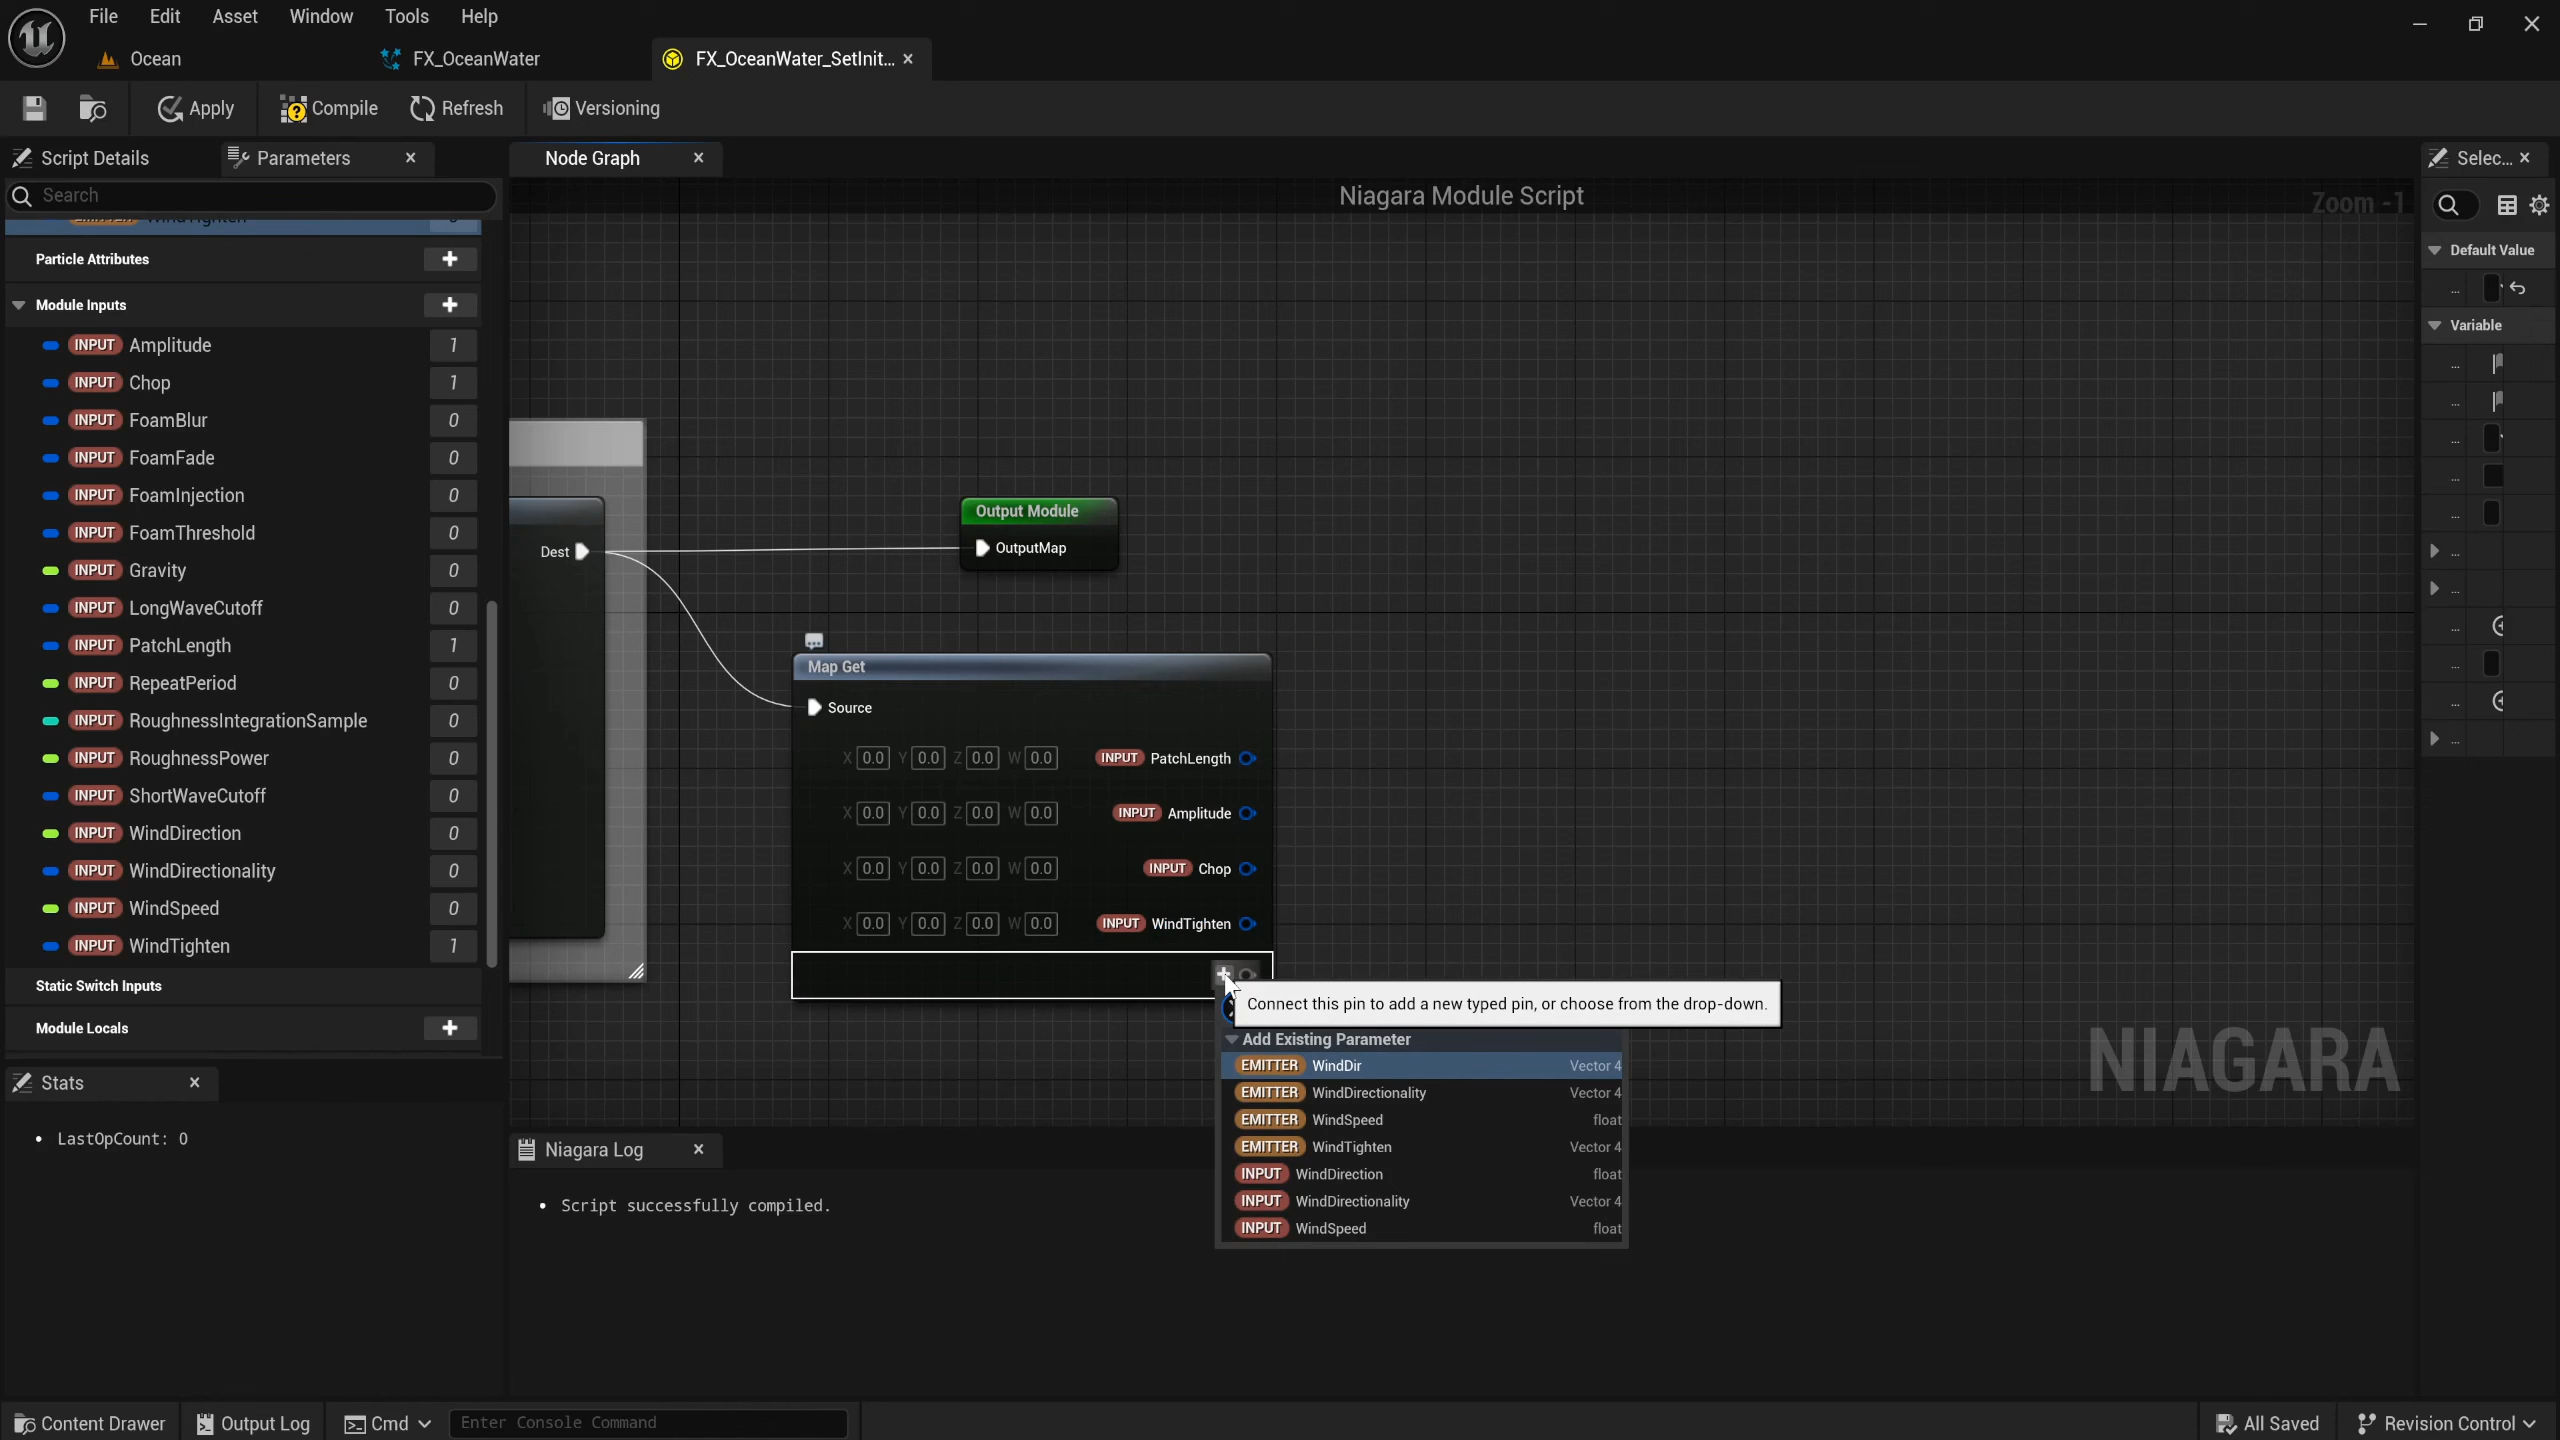 File Edit Asset Window Tools Help
Ocean FX_OceanWater FX_OceanWater_SetInit...
Apply Compile Refresh Versioning
Script Details Parameters Node Graph Selec...
Search
Niagara Module Script
Zoom -1
WindTighten
Particle Attributes
Default Value
Module Inputs
Variable
INPUT Amplitude 1
INPUT Chop 1
INPUT FoamBlur 0
INPUT FoamFade 0
INPUT FoamInjection 0
INPUT FoamThreshold 0
INPUT Gravity 0
INPUT LongWaveCutoff 0
INPUT PatchLength 1
INPUT RepeatPeriod 0
INPUT RoughnessIntegrationSample 0
INPUT RoughnessPower 0
INPUT ShortWaveCutoff 0
INPUT WindDirection 0
INPUT WindDirectionality 0
INPUT WindSpeed 0
INPUT WindTighten 1
Static Switch Inputs
Module Locals
Dest
Output Module
OutputMap
Map Get
Source
X 0.0 Y 0.0 Z 0.0 W 0.0 INPUT PatchLength
X 0.0 Y 0.0 Z 0.0 W 0.0 INPUT Amplitude
X 0.0 Y 0.0 Z 0.0 W 0.0 INPUT Chop
X 0.0 Y 0.0 Z 0.0 W 0.0 INPUT WindTighten
Connect this pin to add a new typed pin, or choose from the drop-down.
Add Existing Parameter
EMITTER WindDir Vector 4
EMITTER WindDirectionality Vector 4
EMITTER WindSpeed float
EMITTER WindTighten Vector 4
INPUT WindDirection float
INPUT WindDirectionality Vector 4
INPUT WindSpeed float
NIAGARA
Stats
• LastOpCount: 0
Niagara Log
• Script successfully compiled.
Content Drawer Output Log Cmd Enter Console Command All Saved Revision Control